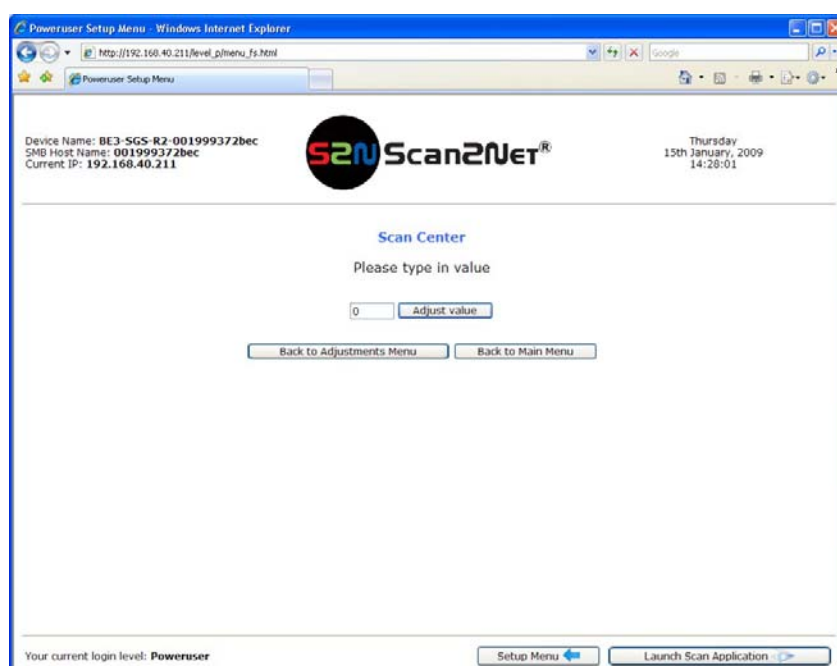 Poweruser Setup Menu - Windows Internet Explorer
http://192.168.40.211/level_p/menu_fs.html
Google
Poweruser Setup Menu
Device Name: BE3-SGS-R2-001999372bec
SMB Host Name: 001999372bec
Current IP: 192.168.40.211
S2N Scan2Net®
Thursday
15th January, 2009
14:28:01
Scan Center
Please type in value
0 Adjust value
Back to Adjustments Menu Back to Main Menu
Your current login level: Poweruser
Setup Menu Launch Scan Application